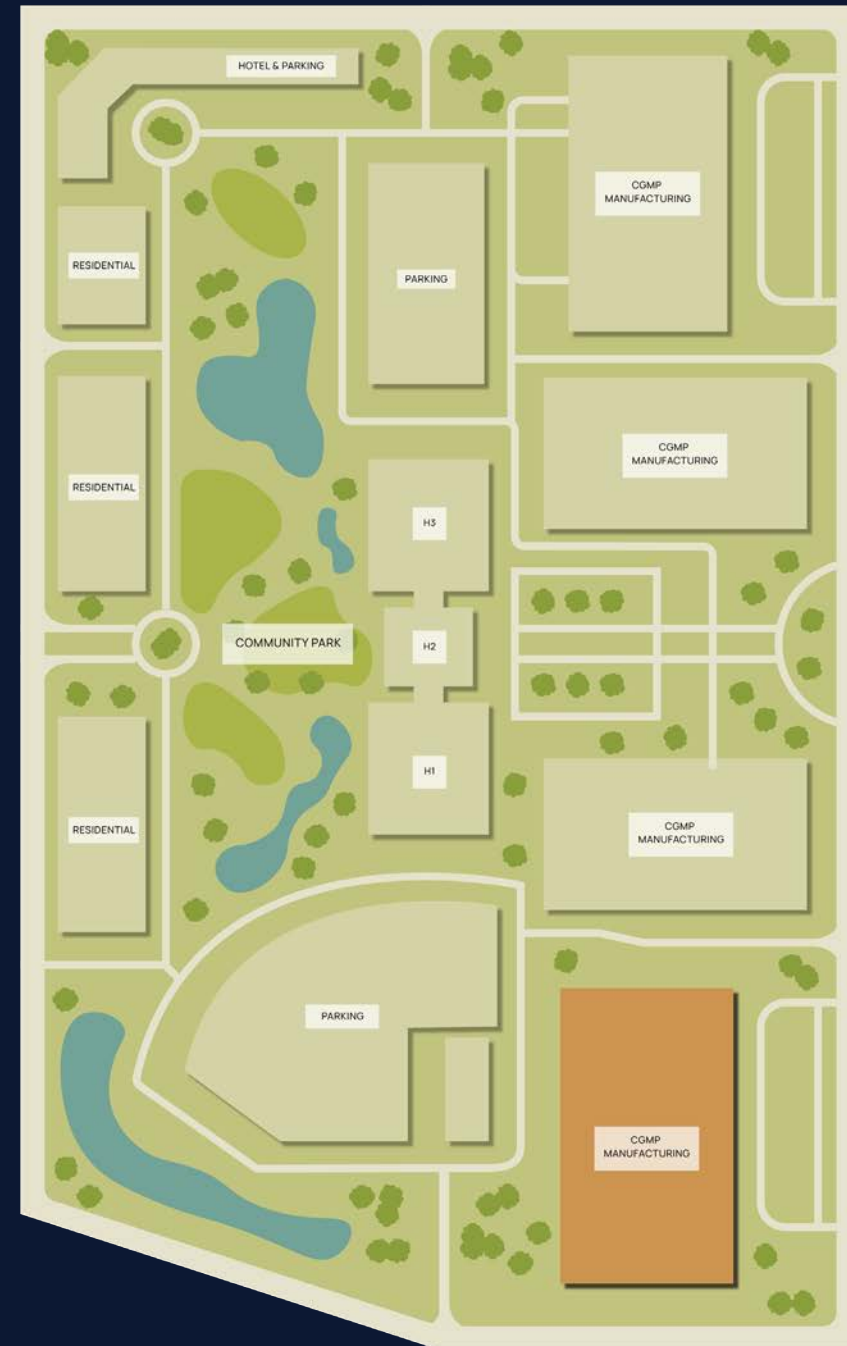 HOTEL & PARKING
CGMP
MANUFACTURING
RESIDENTIAL
PARKING
CGMP
MANUFACTURING
RESIDENTIAL
H3
COMMUNITY PARK
H2
H1
RESIDENTIAL
CGMP
MANUFACTURING
PARKING
CGMP
MANUFACTURING